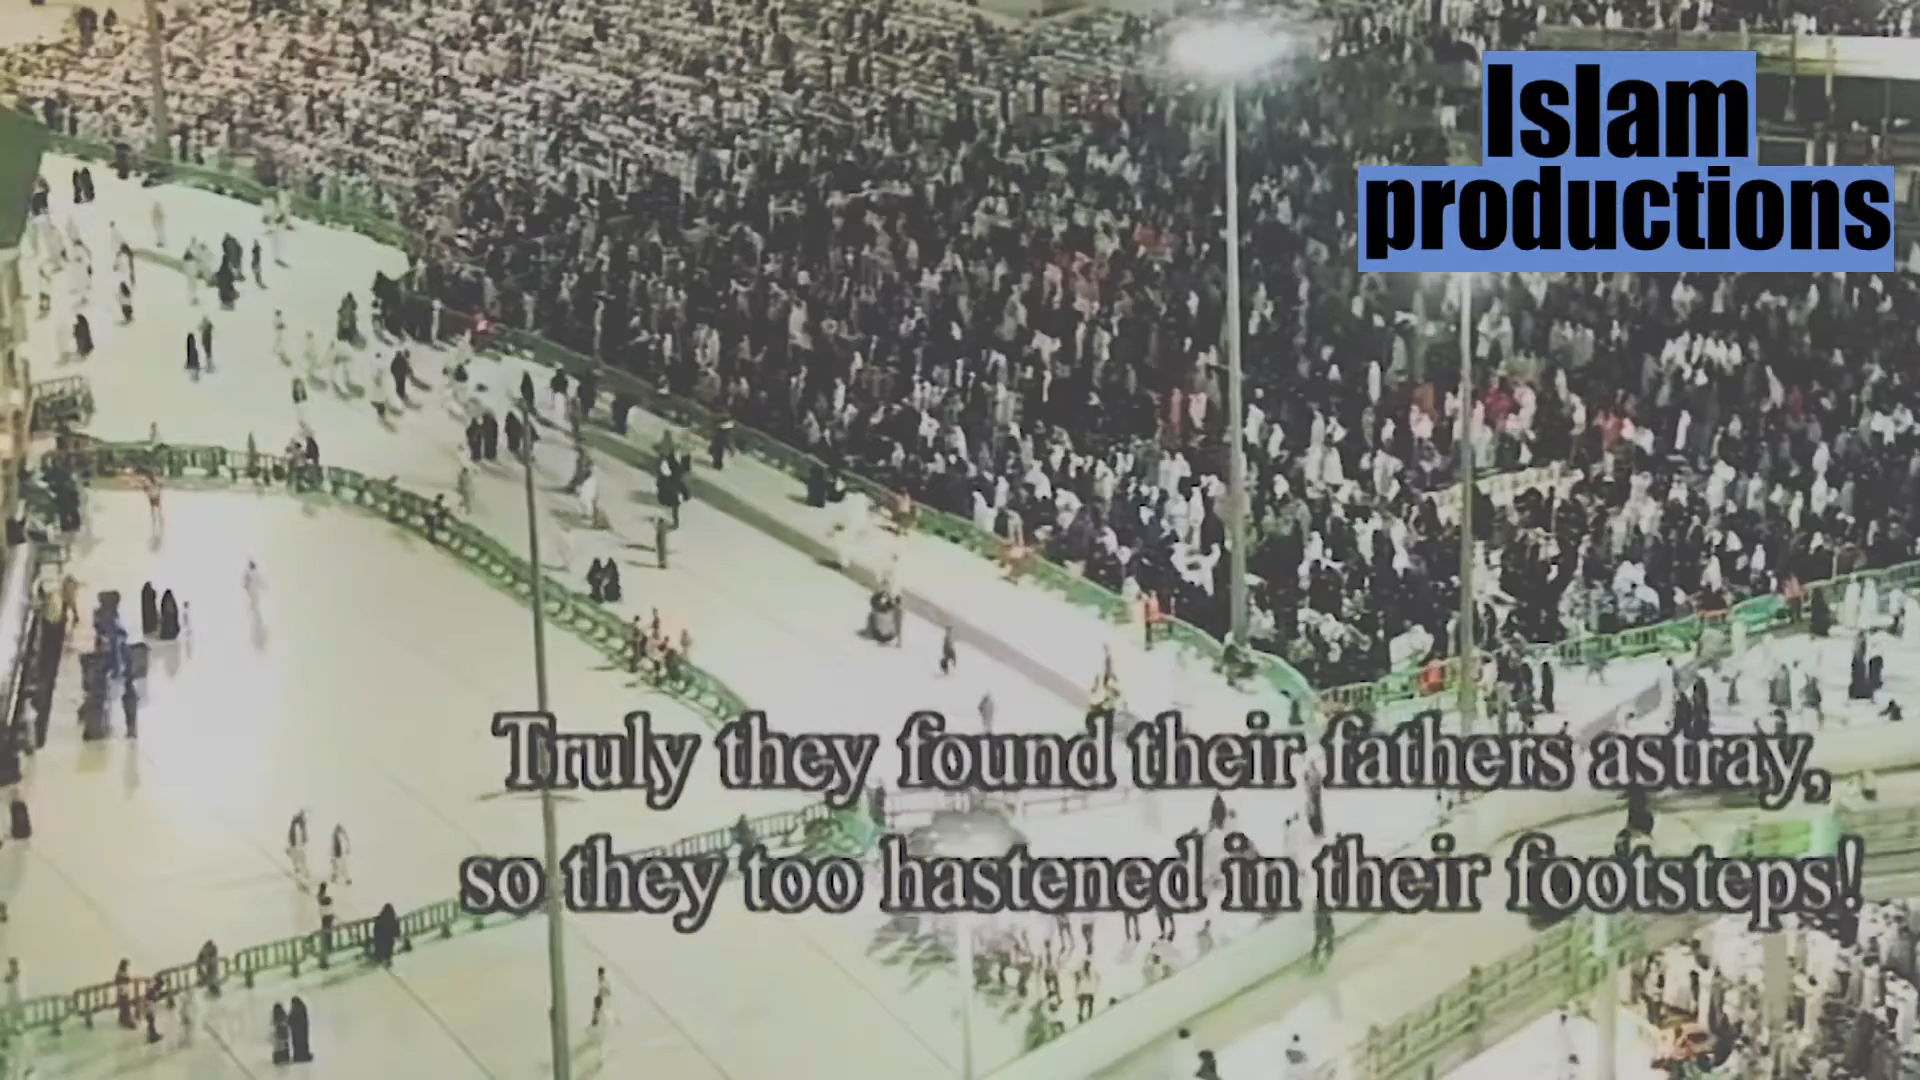 Islam
productions
Truly they found their fathers astray,
so they too hastened in their footsteps!